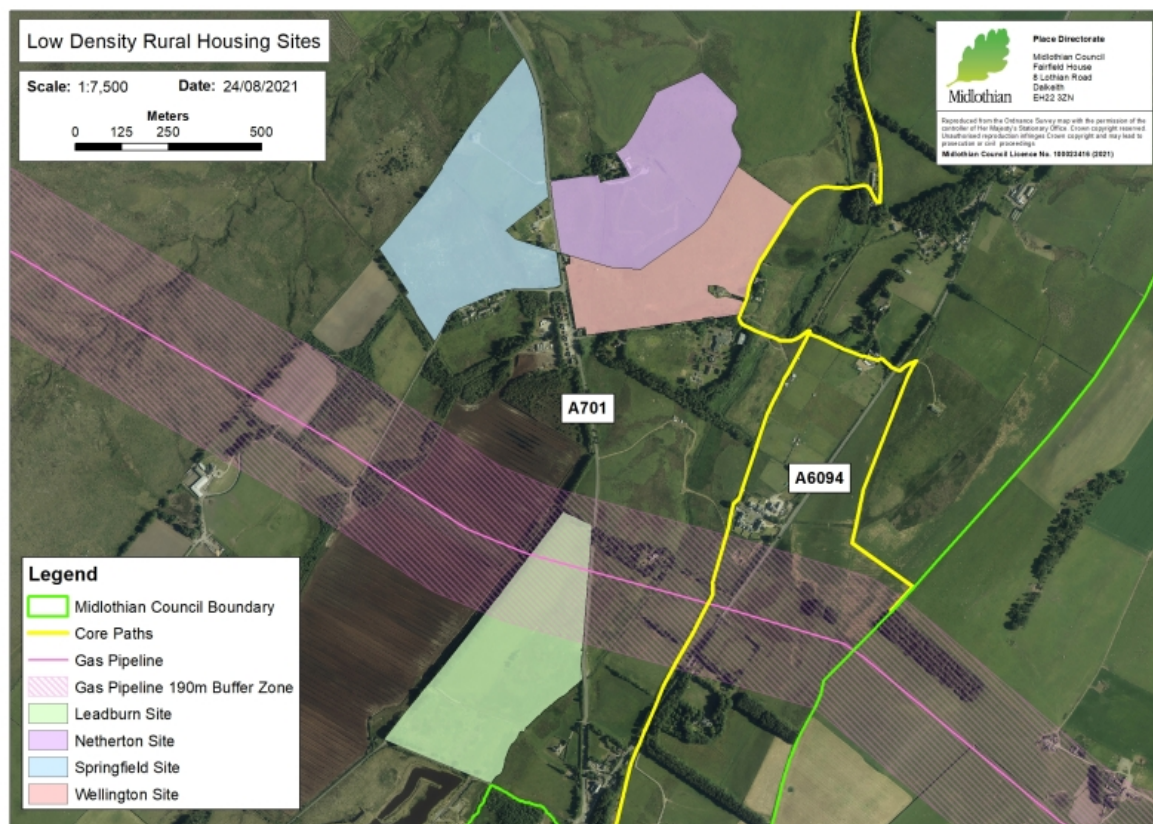 Low Density Rural Housing Sites
Scale: 1:7,500 Date: 24/08/2021
Meters
0 125 250 500
Midlothian
Place Directorate
Midlothian Council
Fairfield House
8 Lothian Road
Dalkeith
EH22 3ZN
Reproduced from the Ordnance Survey map with the permission of the
controller of Her Majesty's Stationary Office. Crown copyright reserved.
Unauthorised reproduction infringes Crown copyright and may lead to
prosecution or civil proceedings
Midlothian Council Licence No. 100023416 (2021)
A701
A6094
Legend
Midlothian Council Boundary
Core Paths
Gas Pipeline
Gas Pipeline 190m Buffer Zone
Leadburn Site
Netherton Site
Springfield Site
Wellington Site